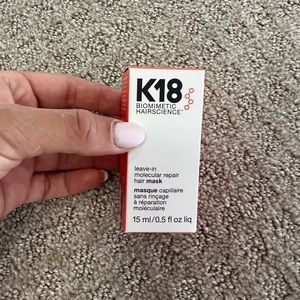 K18
BIOMIMETIC
HAIRSCIENCE
leave-in
molecular repair
hair mask
masque capillaire
sans rinçage
à réparation
moléculaire
15 ml/0.5 fl oz liq